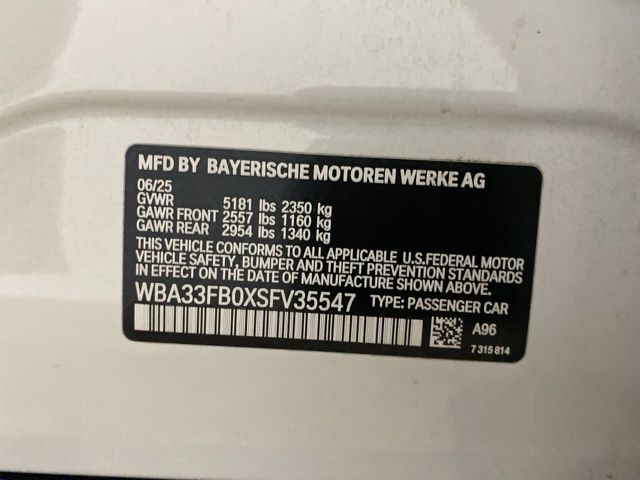 MFD BY BAYERISCHE MOTOREN WERKE AG
06/25
GVWR 5181 lbs 2350 kg
GAWR FRONT 2557 lbs 1160 kg
GAWR REAR 2954 lbs 1340 kg
THIS VEHICLE CONFORMS TO ALL APPLICABLE U.S.FEDERAL MOTOR
VEHICLE SAFETY, BUMPER AND THEFT PREVENTION STANDARDS
IN EFFECT ON THE DATE OF MANUFACTURE SHOWN ABOVE.
WBA33FB0XSFV35547 TYPE: PASSENGER CAR
A96
7 315 814